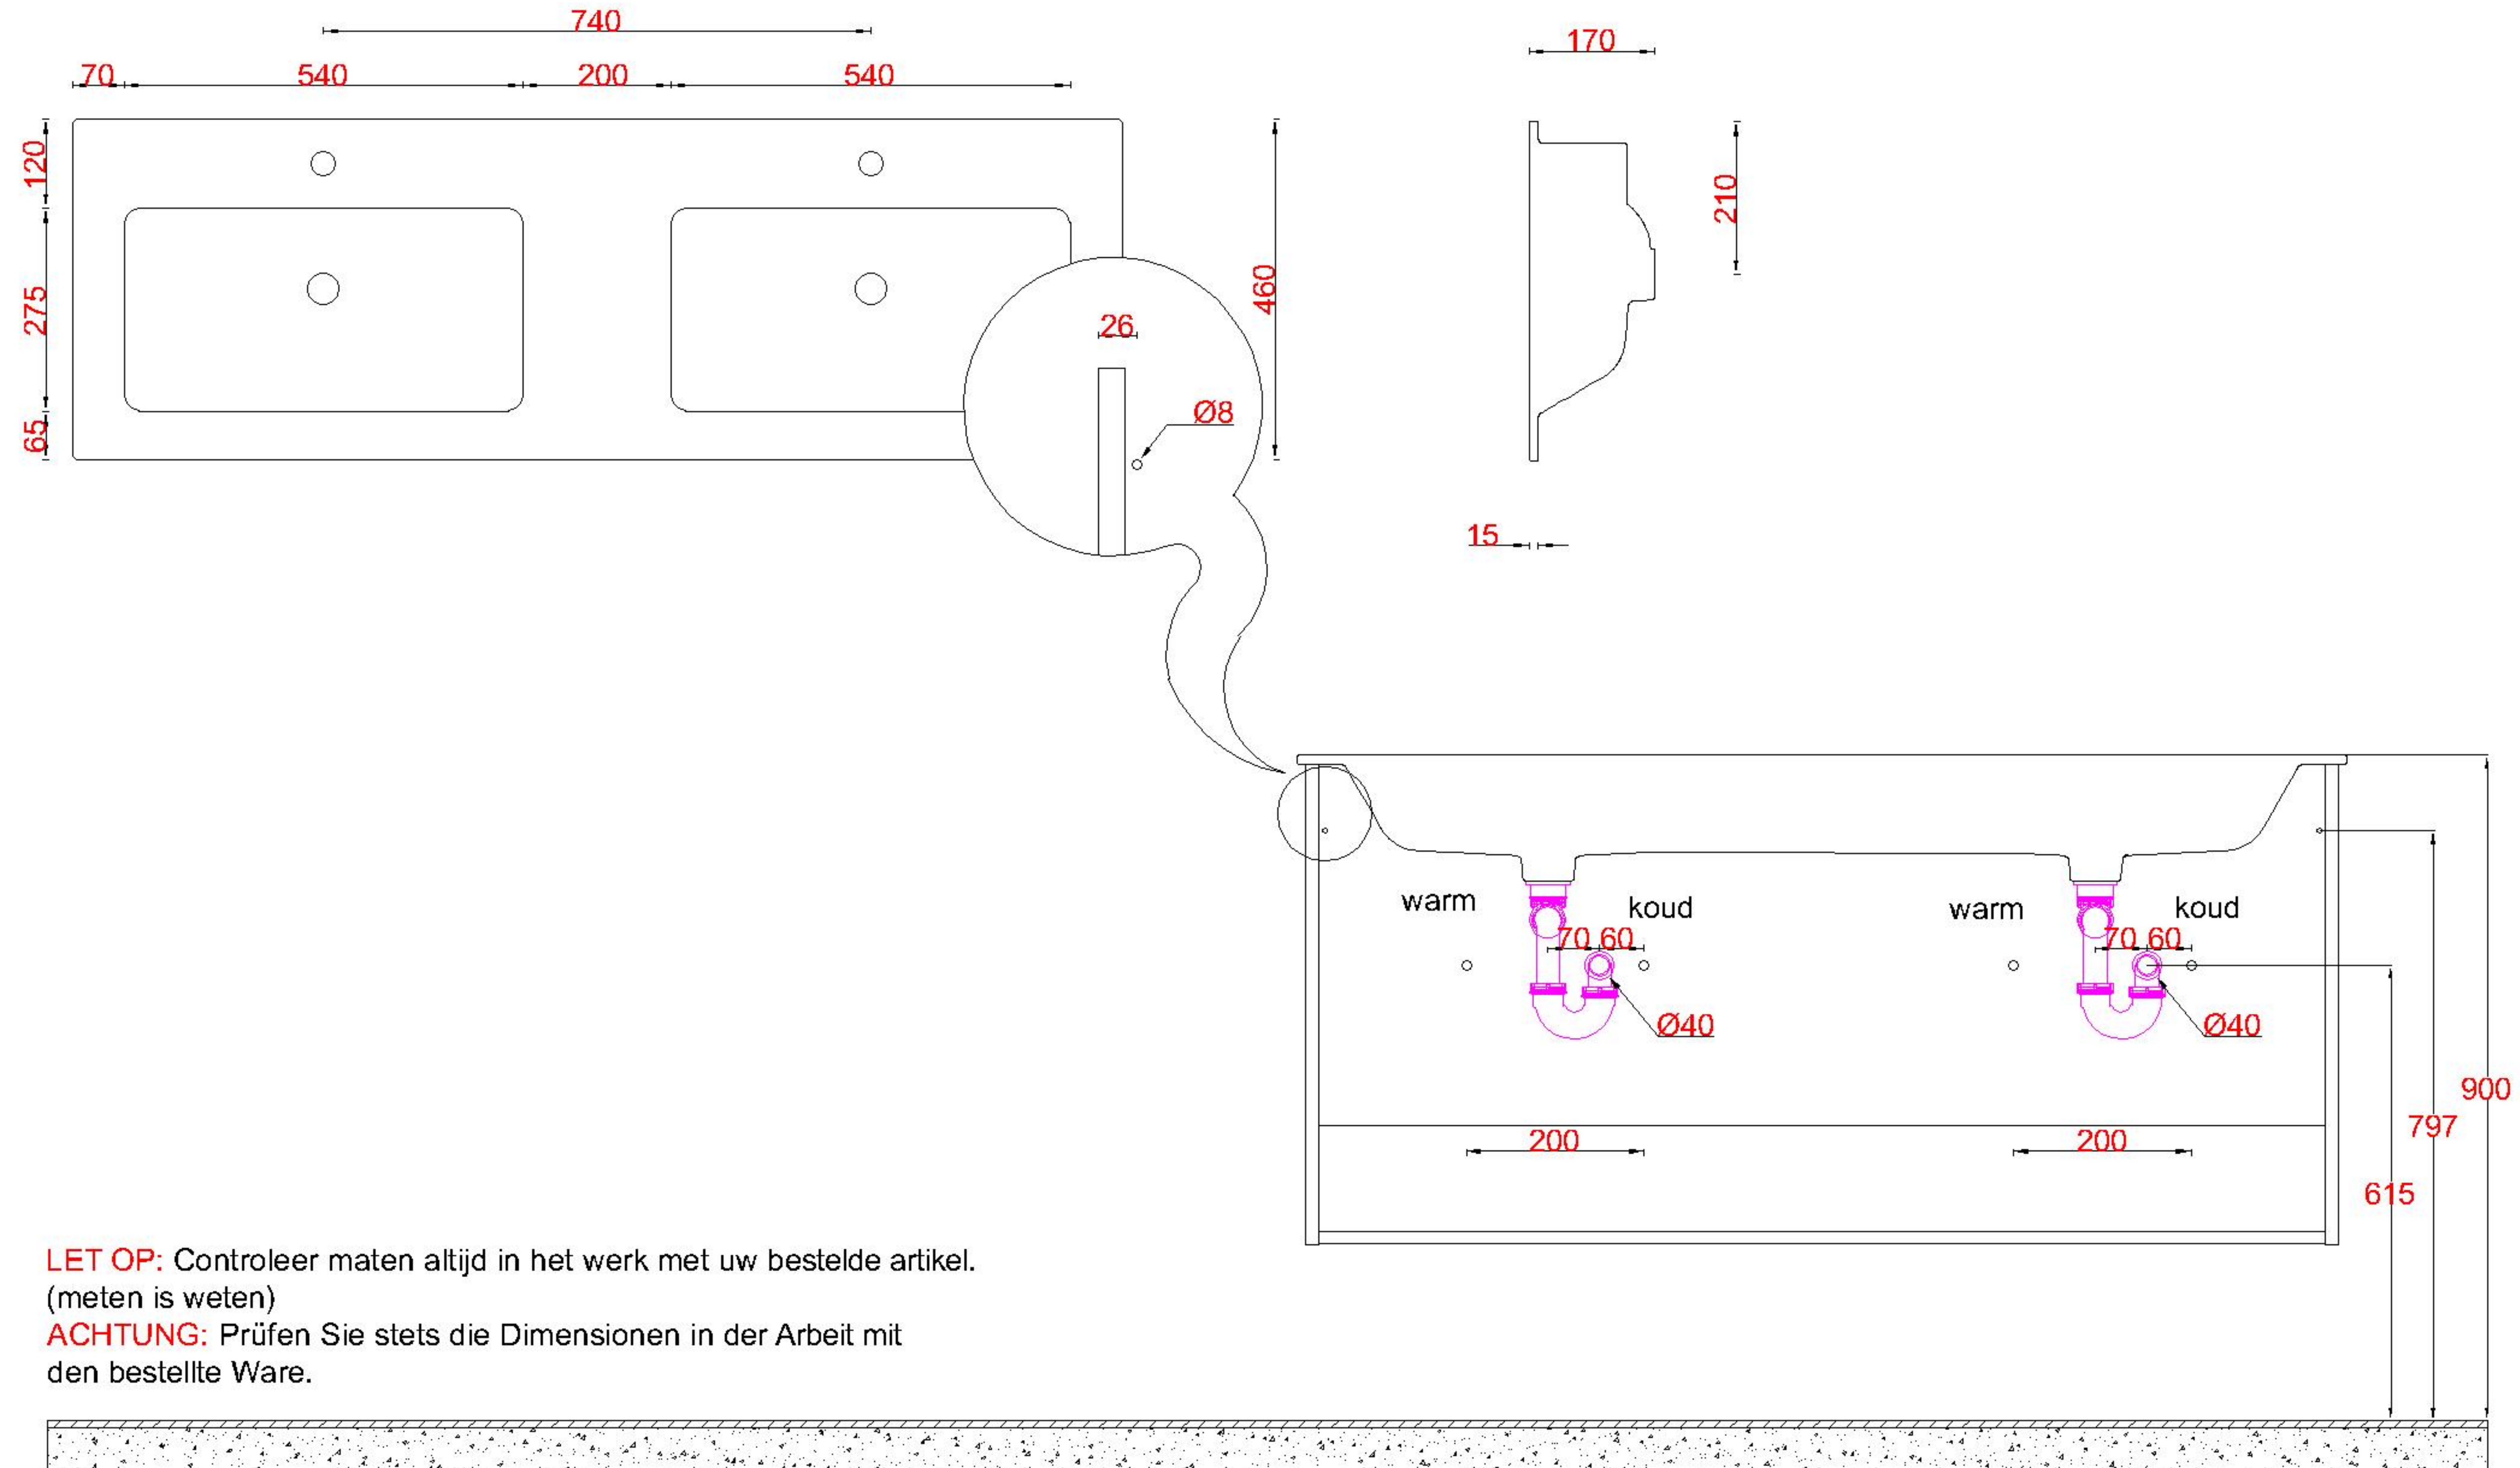 740
170
70 540 200 540
120
210
275
460
26
Ø8
65
15
warm koud warm koud
70 60 70 60
Ø40 Ø40
900
797
200 200
615
LET OP: Controleer maten altijd in het werk met uw bestelde artikel.
(meten is weten)
ACHTUNG: Prüfen Sie stets die Dimensionen in der Arbeit mit
den bestellte Ware.